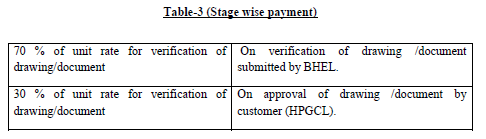 Table-3 (Stage wise payment)
70 % of unit rate for verification of drawing/document
On verification of drawing /document submitted by BHEL.
30 % of unit rate for verification of drawing/document
On approval of drawing /document by customer (HPGCL).